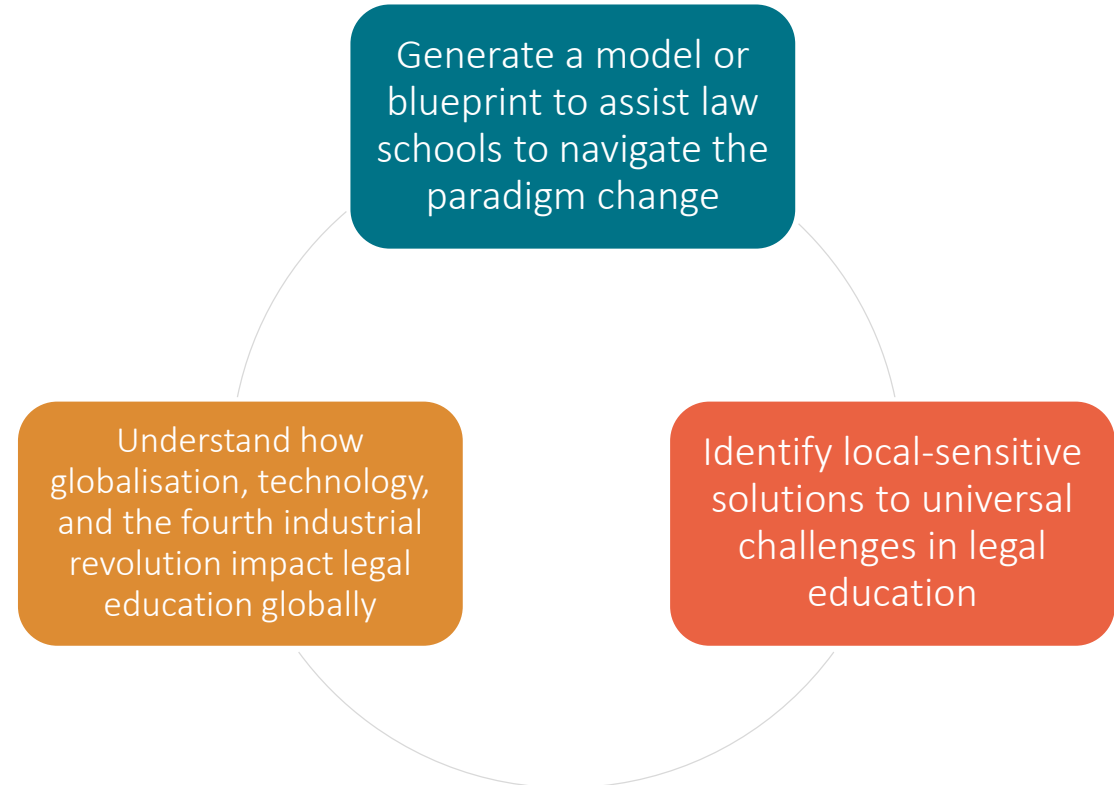 Generate a model or
blueprint to assist law
schools to navigate the
paradigm change
Understand how
globalisation, technology,
and the fourth industrial
revolution impact legal
education globally
Identify local-sensitive
solutions to universal
challenges in legal
education